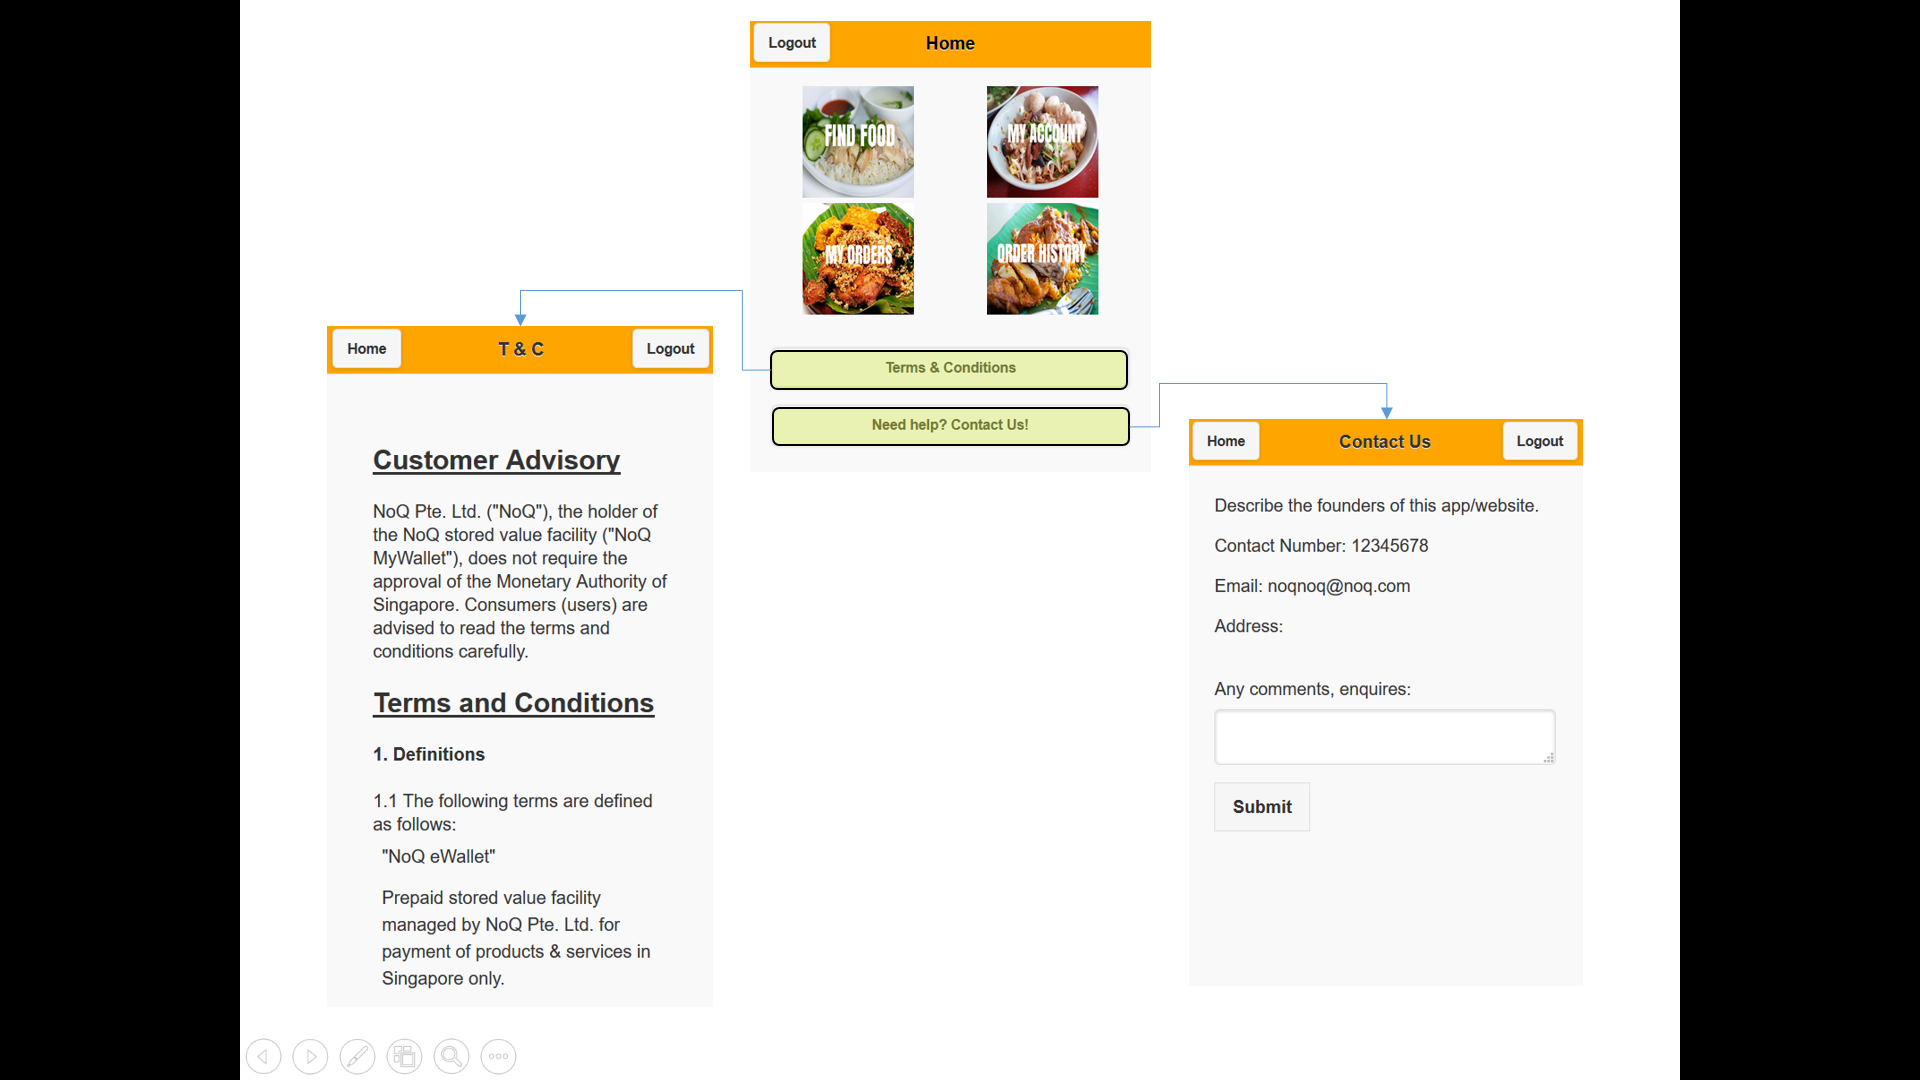 Logout
Home
FIND FOOD
MY ACCOUNT
MY ORDERS
ORDER HISTORY
Terms & Conditions
Need help? Contact Us!
Home
T & C
Logout
Customer Advisory
NoQ Pte. Ltd. ("NoQ"), the holder of
the NoQ stored value facility ("NoQ
MyWallet"), does not require the
approval of the Monetary Authority of
Singapore. Consumers (users) are
advised to read the terms and
conditions carefully.
Terms and Conditions
1. Definitions
1.1 The following terms are defined
as follows:
"NoQ eWallet"
Prepaid stored value facility
managed by NoQ Pte. Ltd. for
payment of products & services in
Singapore only.
Home
Contact Us
Logout
Describe the founders of this app/website.
Contact Number: 12345678
Email: noqnoq@noq.com
Address:
Any comments, enquires:
Submit